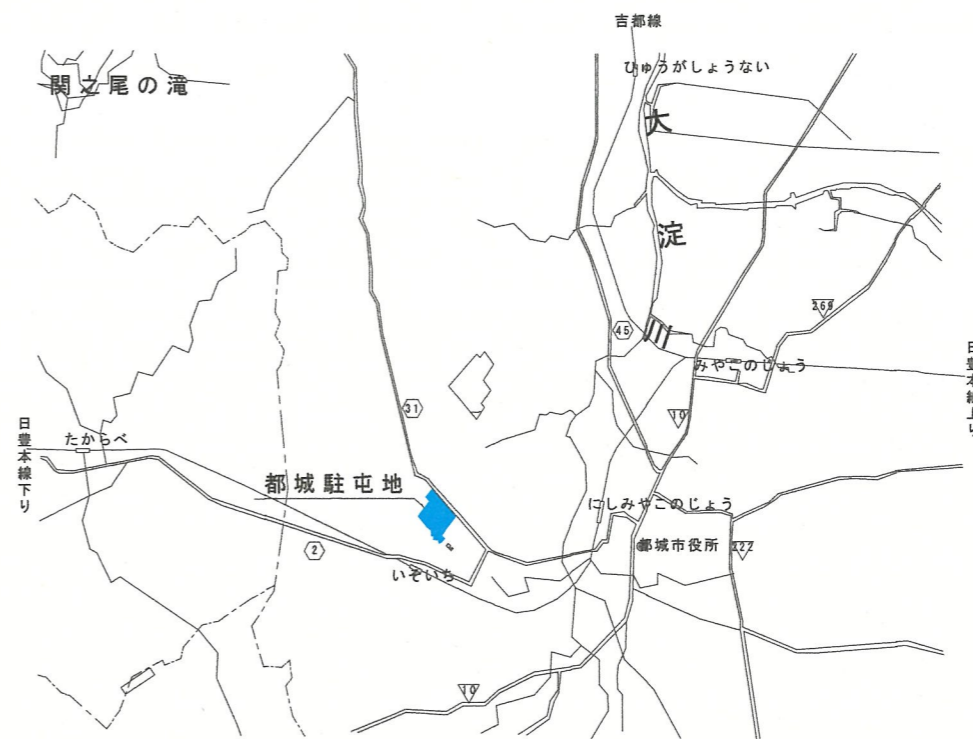 吉都線
ひゅうがしょうない
関之尾の滝
大
淀
川
269
45
みやこのじょう
日豊本線上り
31
10
日豊本線下り
たからべ
都城駐屯地
にしみやこのじょう
都城市役所
222
2
いそいち
10